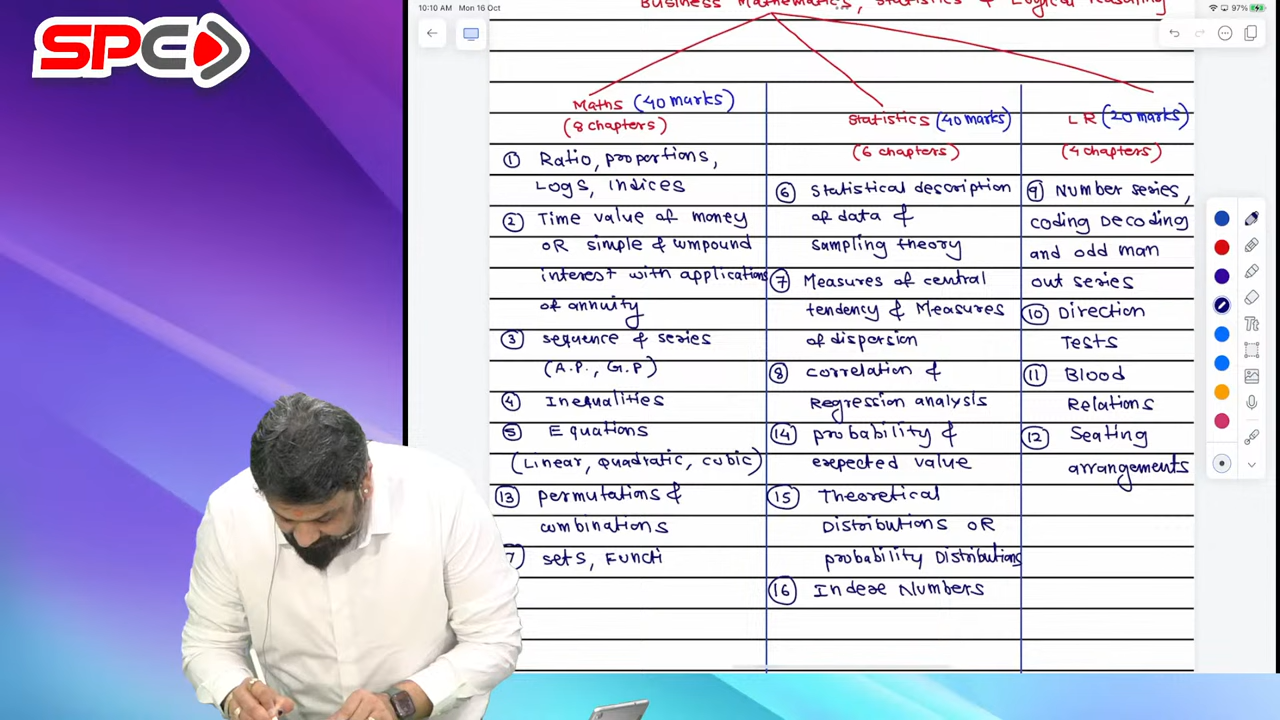 10:10 AM Mon 16 Oct
97%
SPC
Business Mathematics, Statistics & Logical Reasoning
Maths (40 marks)
(8 chapters)
① Ratio, proportions,
Logs, Indices
② Time value of money
OR simple & compound
interest with applications
of annuity
③ sequence & series
(A.P., G.P)
④ Inequalities
⑤ Equations
(Linear, quadratic, cubic)
⑬ permutations &
combinations
7 sets, Functi
Statistics (40 marks)
(6 chapters)
⑥ Statistical description
of data &
sampling theory
⑦ Measures of central
tendency & Measures
of dispersion
⑧ correlation &
Regression analysis
⑭ probability &
expected value
⑮ Theoretical
Distributions OR
probability Distributions
⑯ Index Numbers
LR (20 marks)
(4 chapters)
⑨ Number series,
coding Decoding
and odd man
out series
⑩ Direction
Tests
⑪ Blood
Relations
⑫ Seating
arrangements
Tt